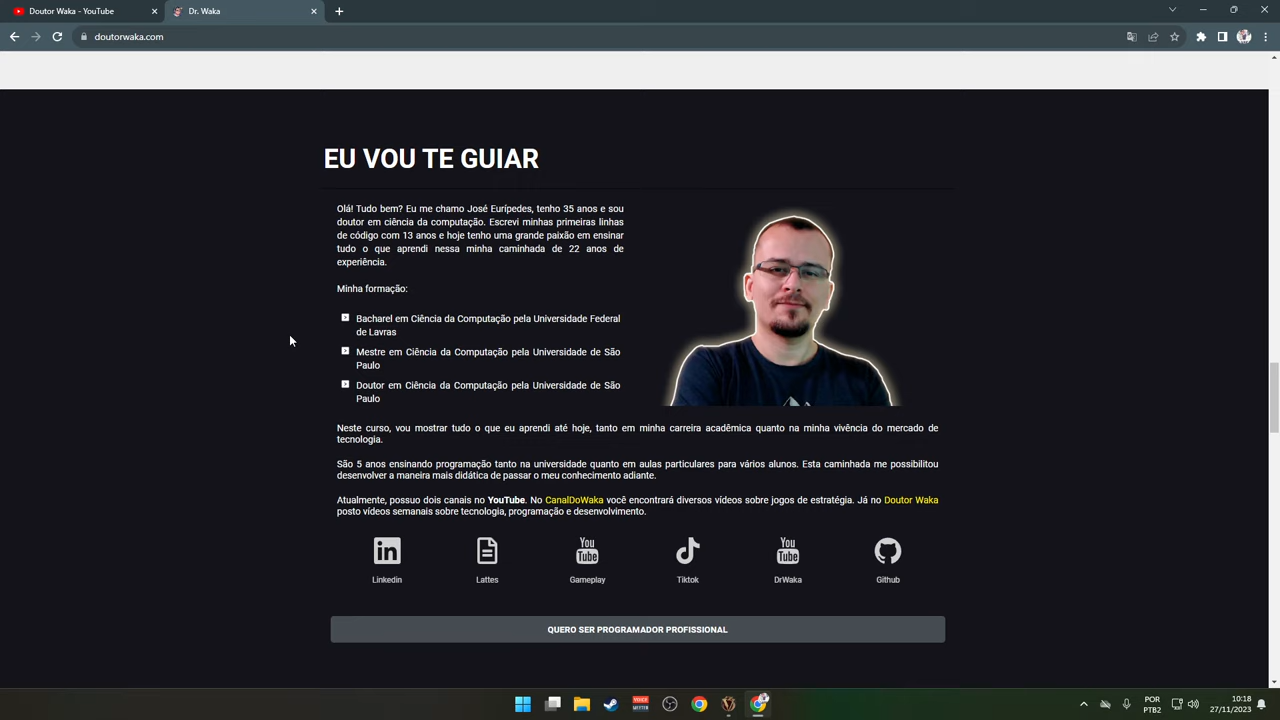 Doutor Waka - YouTube
Dr. Waka
doutorwaka.com
EU VOU TE GUIAR
Olá! Tudo bem? Eu me chamo José Eurípedes, tenho 35 anos e sou
doutor em ciência da computação. Escrevi minhas primeiras linhas
de código com 13 anos e hoje tenho uma grande paixão em ensinar
tudo o que aprendi nessa minha caminhada de 22 anos de
experiência.
Minha formação:
Bacharel em Ciência da Computação pela Universidade Federal
de Lavras
Mestre em Ciência da Computação pela Universidade de São
Paulo
Doutor em Ciência da Computação pela Universidade de São
Paulo
Neste curso, vou mostrar tudo o que eu aprendi até hoje, tanto em minha carreira acadêmica quanto na minha vivência do mercado de
tecnologia.
São 5 anos ensinando programação tanto na universidade quanto em aulas particulares para vários alunos. Esta caminhada me possibilitou
desenvolver a maneira mais didática de passar o meu conhecimento adiante.
Atualmente, possuo dois canais no YouTube. No CanalDoWaka você encontrará diversos vídeos sobre jogos de estratégia. Já no Doutor Waka
posto vídeos semanais sobre tecnologia, programação e desenvolvimento.
You Tube
You Tube
Linkedin Lattes Gameplay Tiktok DrWaka Github
QUERO SER PROGRAMADOR PROFISSIONAL
POR 10:18
PTB2 27/11/2023